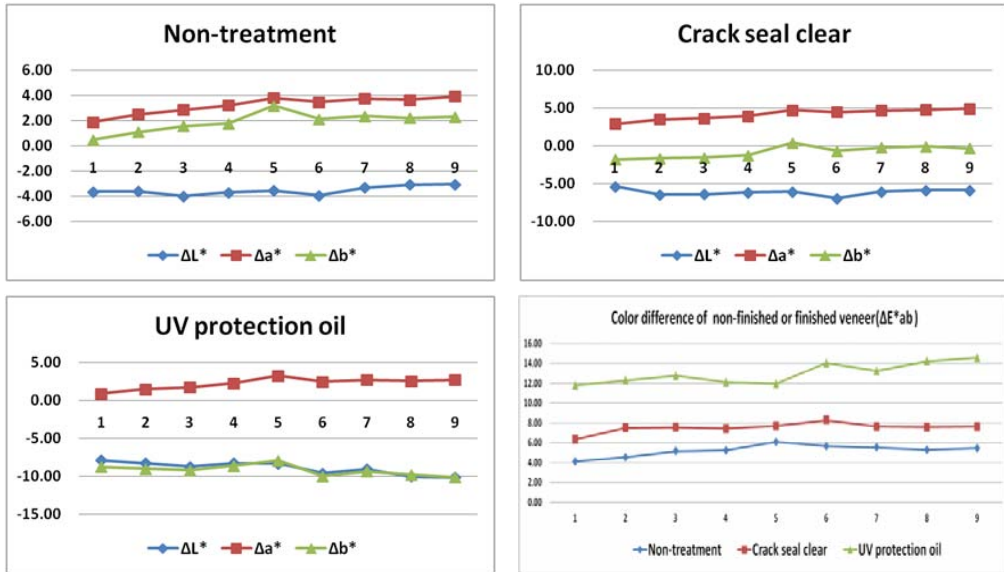 Non-treatment
6.00
4.00
2.00
0.00
-2.00
-4.00
-6.00
1 2 3 4 5 6 7 8 9
ΔL* Δa* Δb*
Crack seal clear
10.00
5.00
0.00
-5.00
-10.00
1 2 3 4 5 6 7 8 9
ΔL* Δa* Δb*
UV protection oil
5.00
0.00
-5.00
-10.00
-15.00
1 2 3 4 5 6 7 8 9
ΔL* Δa* Δb*
Color difference of non-finished or finished veneer(ΔE*ab)
16.00
14.00
12.00
10.00
8.00
6.00
4.00
2.00
0.00
1 2 3 4 5 6 7 8 9
Non-treatment Crack seal clear UV protection oil